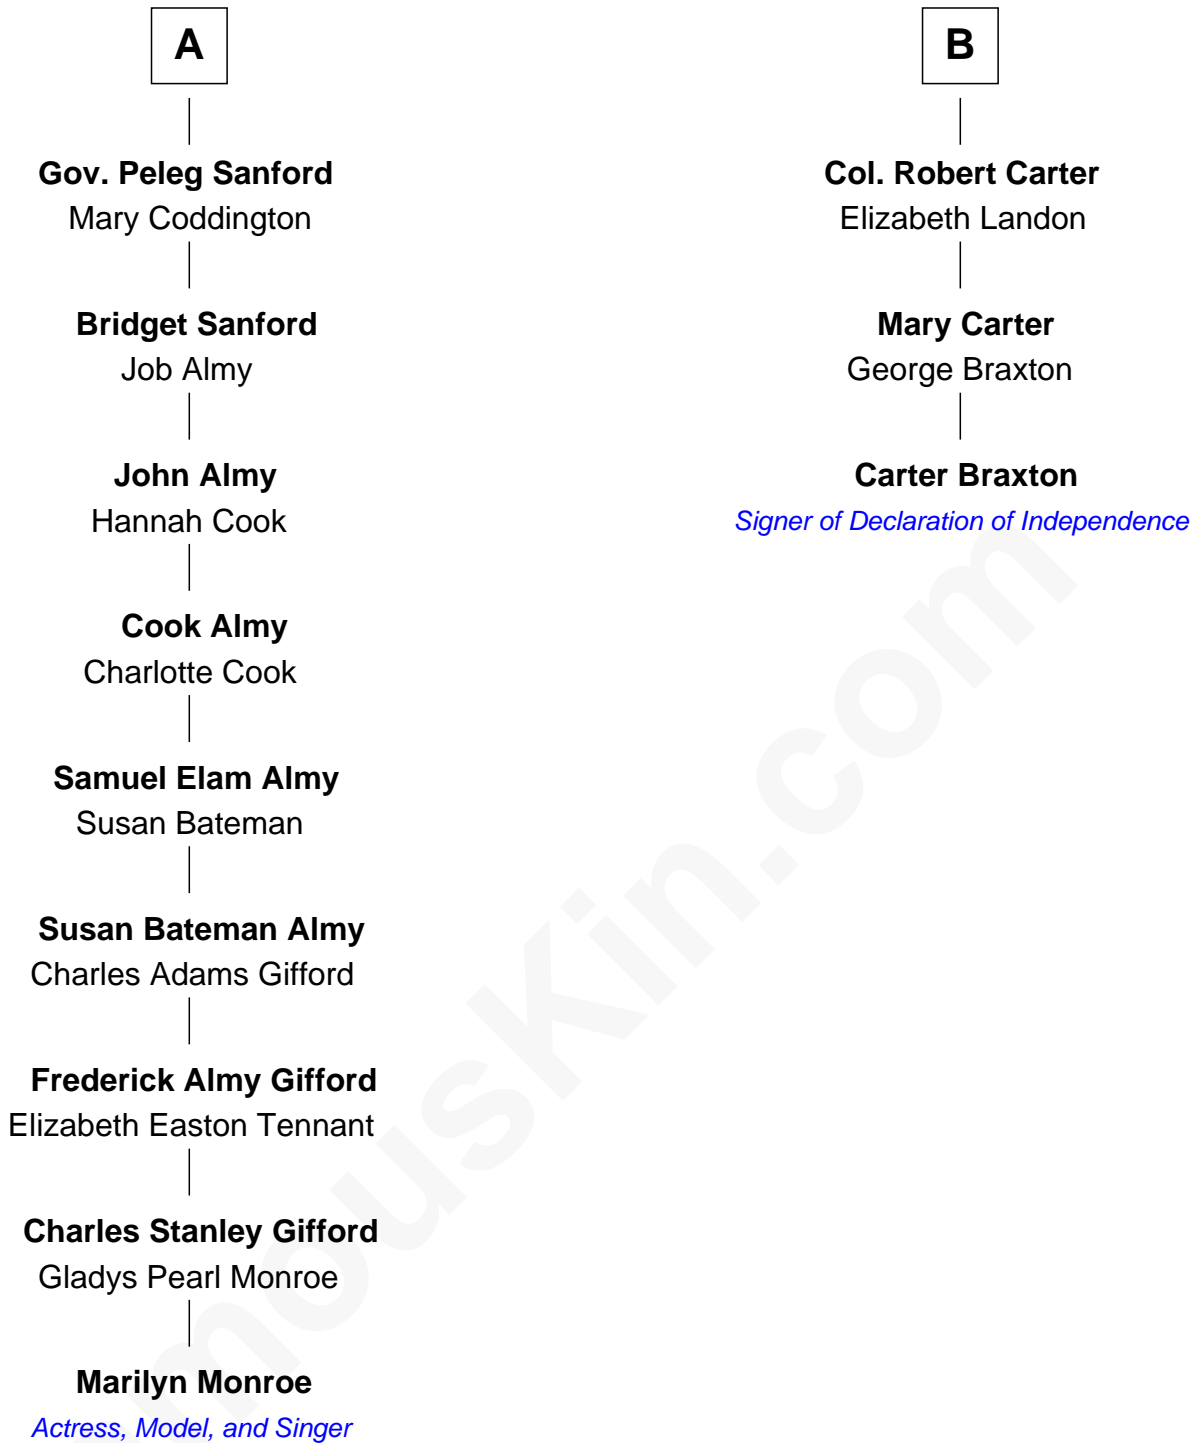 A
Gov. Peleg Sanford
Mary Coddington
Bridget Sanford
Job Almy
John Almy
Hannah Cook
Cook Almy
Charlotte Cook
Samuel Elam Almy
Susan Bateman
Susan Bateman Almy
Charles Adams Gifford
Frederick Almy Gifford
Elizabeth Easton Tennant
Charles Stanley Gifford
Gladys Pearl Monroe
Marilyn Monroe
Actress, Model, and Singer
B
Col. Robert Carter
Elizabeth Landon
Mary Carter
George Braxton
Carter Braxton
Signer of Declaration of Independence
mousKin.com